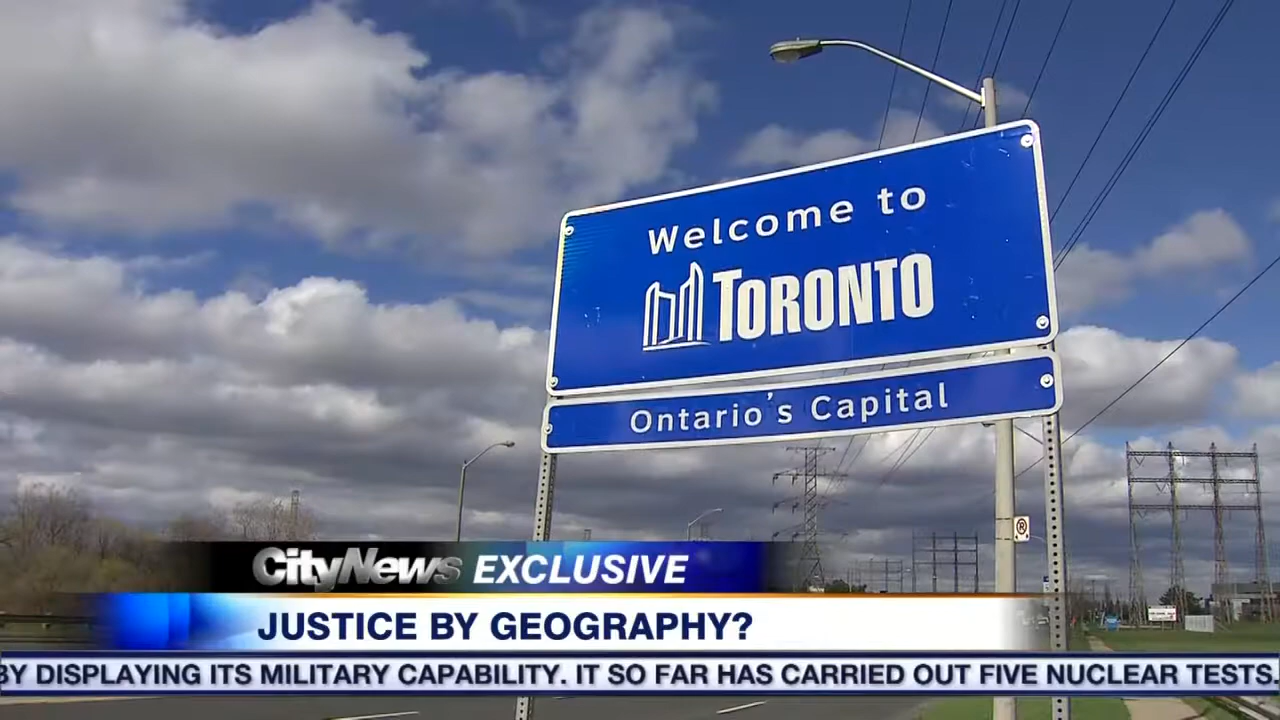 Welcome to
TORONTO
Ontario's Capital
CityNews EXCLUSIVE
JUSTICE BY GEOGRAPHY?
BY DISPLAYING ITS MILITARY CAPABILITY. IT SO FAR HAS CARRIED OUT FIVE NUCLEAR TESTS.